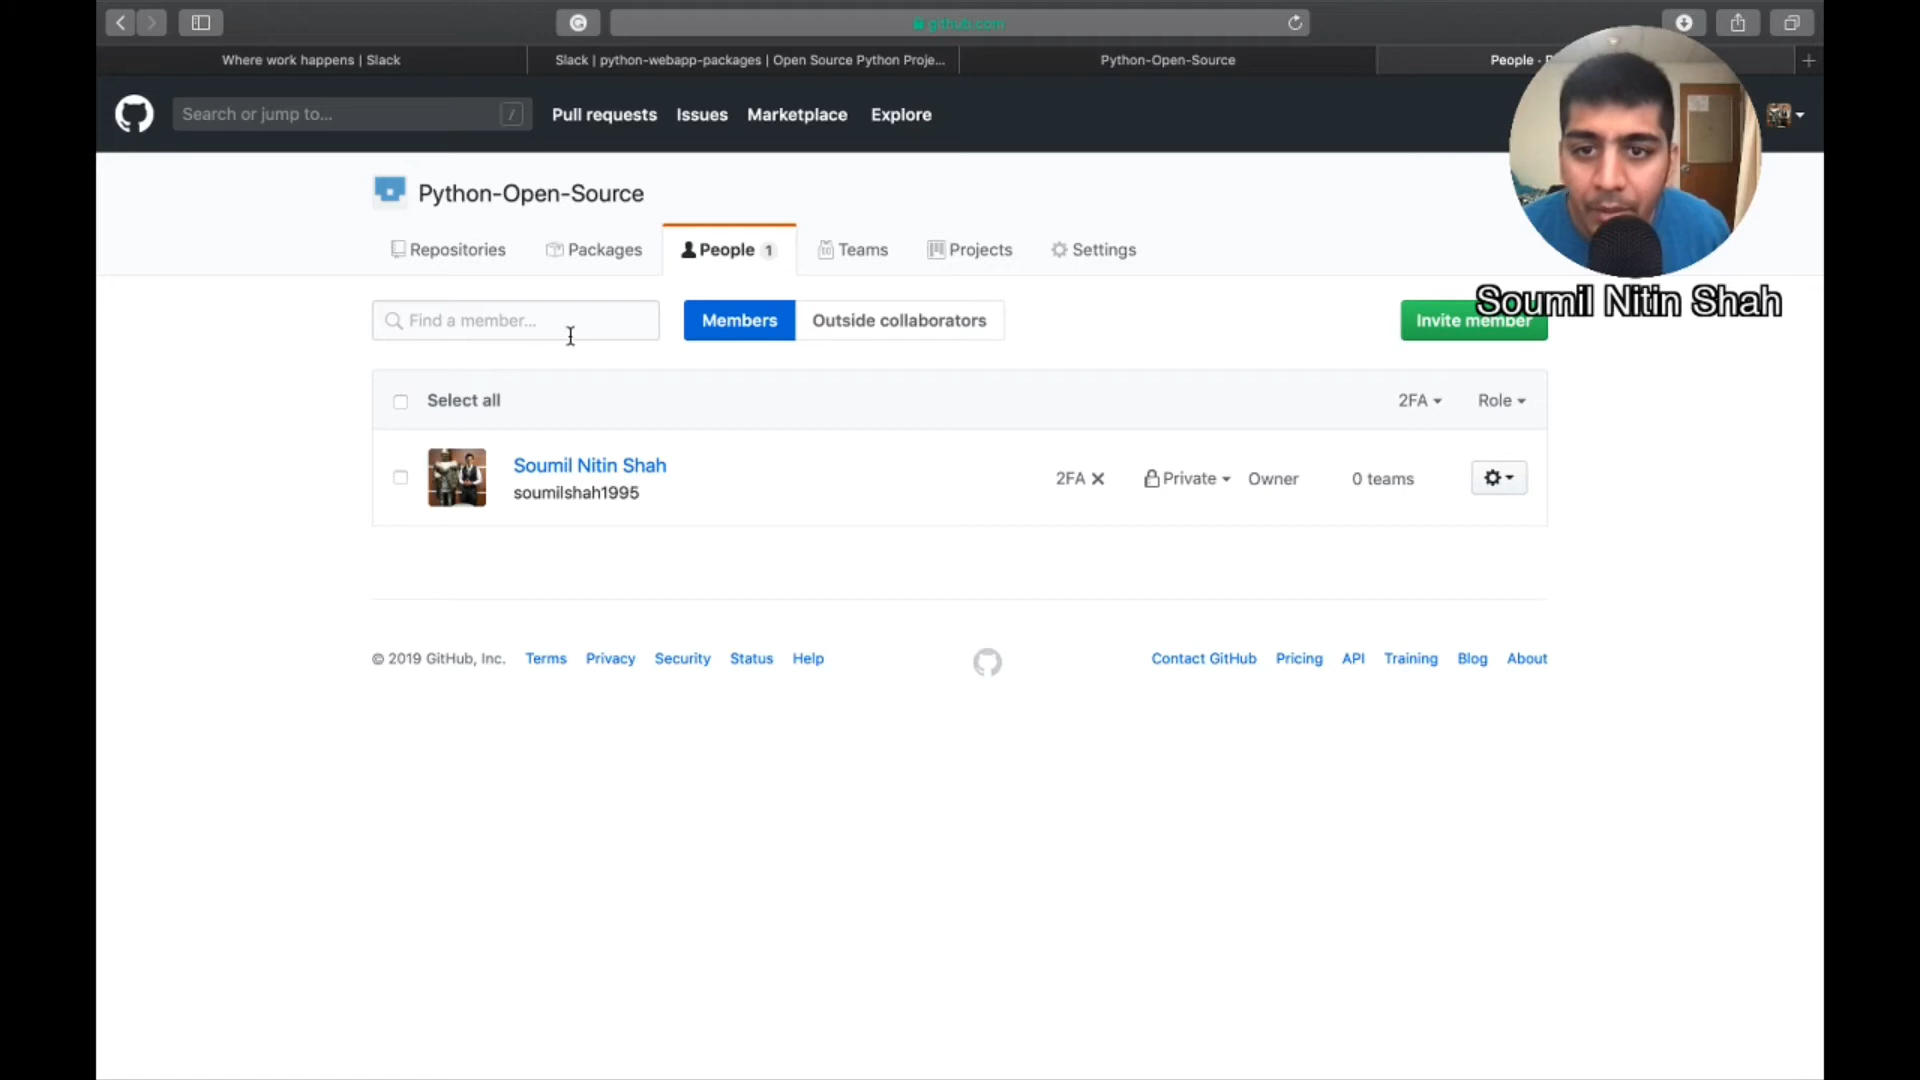 github.com
Where work happens | Slack
Slack | python-webapp-packages | Open Source Python Proje...
Python-Open-Source
People ·
Search or jump to...
/
Pull requests
Issues
Marketplace
Explore
Python-Open-Source
Repositories
Packages
People 1
Teams
Projects
Settings
Find a member...
Members
Outside collaborators
Invite member
Soumil Nitin Shah
Select all
2FA
Role
Soumil Nitin Shah
soumilshah1995
2FA
Private
Owner
0 teams
© 2019 GitHub, Inc.
Terms
Privacy
Security
Status
Help
Contact GitHub
Pricing
API
Training
Blog
About